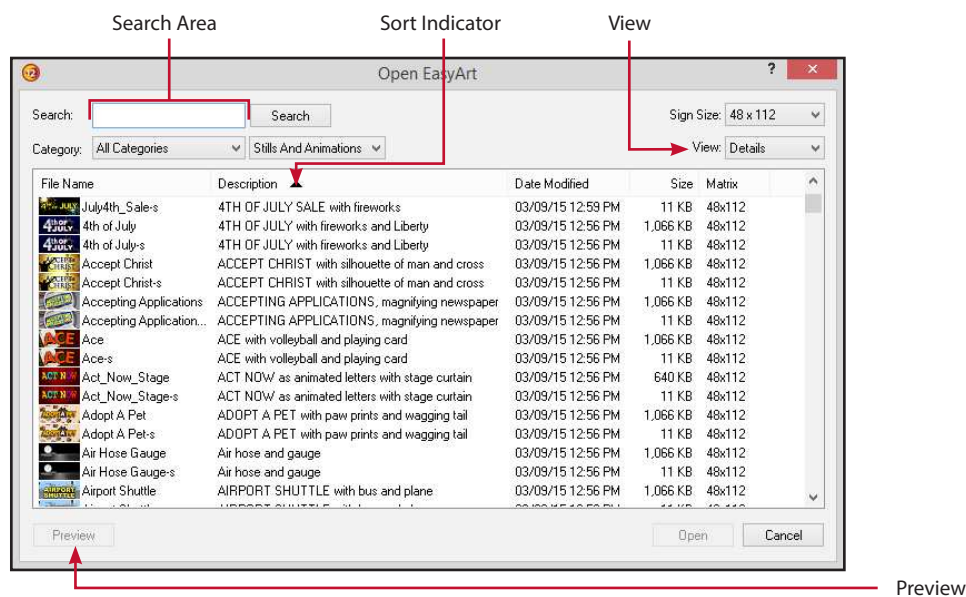 Search Area Sort Indicator View
Open EasyArt ?
Search: Search Sign Size: 48 x 112
Category: All Categories Stills And Animations View: Details
File Name Description Date Modified Size Matrix
July4th_Sale-s 4TH OF JULY SALE with fireworks 03/09/15 12:59 PM 11 KB 48x112
4th of July 4TH OF JULY with fireworks and Liberty 03/09/15 12:56 PM 1,066 KB 48x112
4th of July-s 4TH OF JULY with fireworks and Liberty 03/09/15 12:56 PM 11 KB 48x112
Accept Christ ACCEPT CHRIST with silhouette of man and cross 03/09/15 12:56 PM 1,066 KB 48x112
Accept Christ-s ACCEPT CHRIST with silhouette of man and cross 03/09/15 12:56 PM 11 KB 48x112
Accepting Applications ACCEPTING APPLICATIONS, magnifying newspaper 03/09/15 12:56 PM 1,066 KB 48x112
Accepting Application... ACCEPTING APPLICATIONS, magnifying newspaper 03/09/15 12:56 PM 11 KB 48x112
ACE Ace ACE with volleyball and playing card 03/09/15 12:56 PM 1,066 KB 48x112
ACE Ace-s ACE with volleyball and playing card 03/09/15 12:56 PM 11 KB 48x112
Act_Now_Stage ACT NOW as animated letters with stage curtain 03/09/15 12:56 PM 640 KB 48x112
Act_Now_Stage-s ACT NOW as animated letters with stage curtain 03/09/15 12:56 PM 11 KB 48x112
Adopt A Pet ADOPT A PET with paw prints and wagging tail 03/09/15 12:56 PM 1,066 KB 48x112
Adopt A Pet-s ADOPT A PET with paw prints and wagging tail 03/09/15 12:56 PM 11 KB 48x112
Air Hose Gauge Air hose and gauge 03/09/15 12:56 PM 1,066 KB 48x112
Air Hose Gauge-s Air hose and gauge 03/09/15 12:56 PM 11 KB 48x112
Airport Shuttle AIRPORT SHUTTLE with bus and plane 03/09/15 12:56 PM 1,066 KB 48x112
Preview Open Cancel
Preview